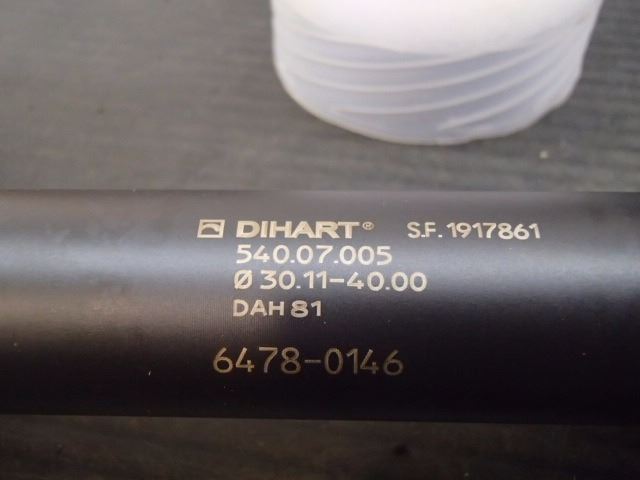 DIHART® S.F. 1917861
540.07.005
Ø 30.11-40.00
DAH 81
6478-0146